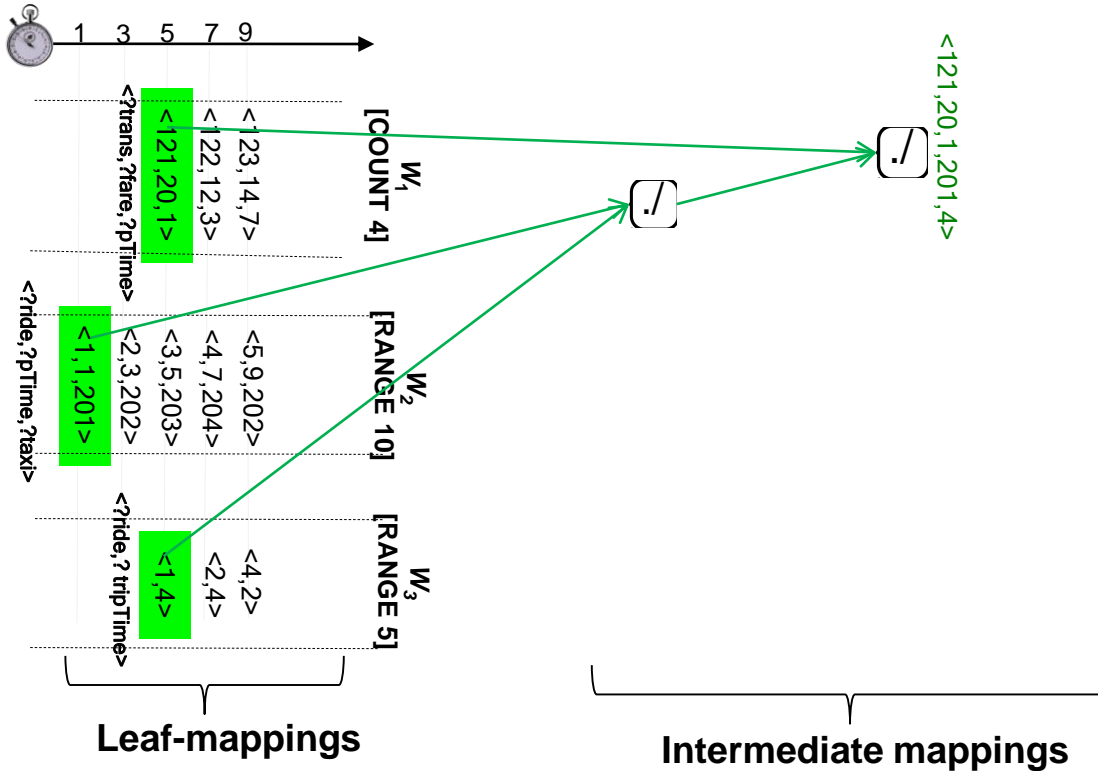 1 3 5 7 9
<?trans,?fare,?pTime>
<121,20,1>
<122,12,3>
<123,14,7>
W1
[COUNT 4]
<?ride,?pTime,?taxi>
<1,1,201>
<2,3,202>
<3,5,203>
<4,7,204>
<5,9,202>
W2
[RANGE 10]
<?ride,? tripTime>
<1,4>
<2,4>
<4,2>
W3
[RANGE 5]
./
./
<121,20,1,201,4>
Leaf-mappings
Intermediate mappings